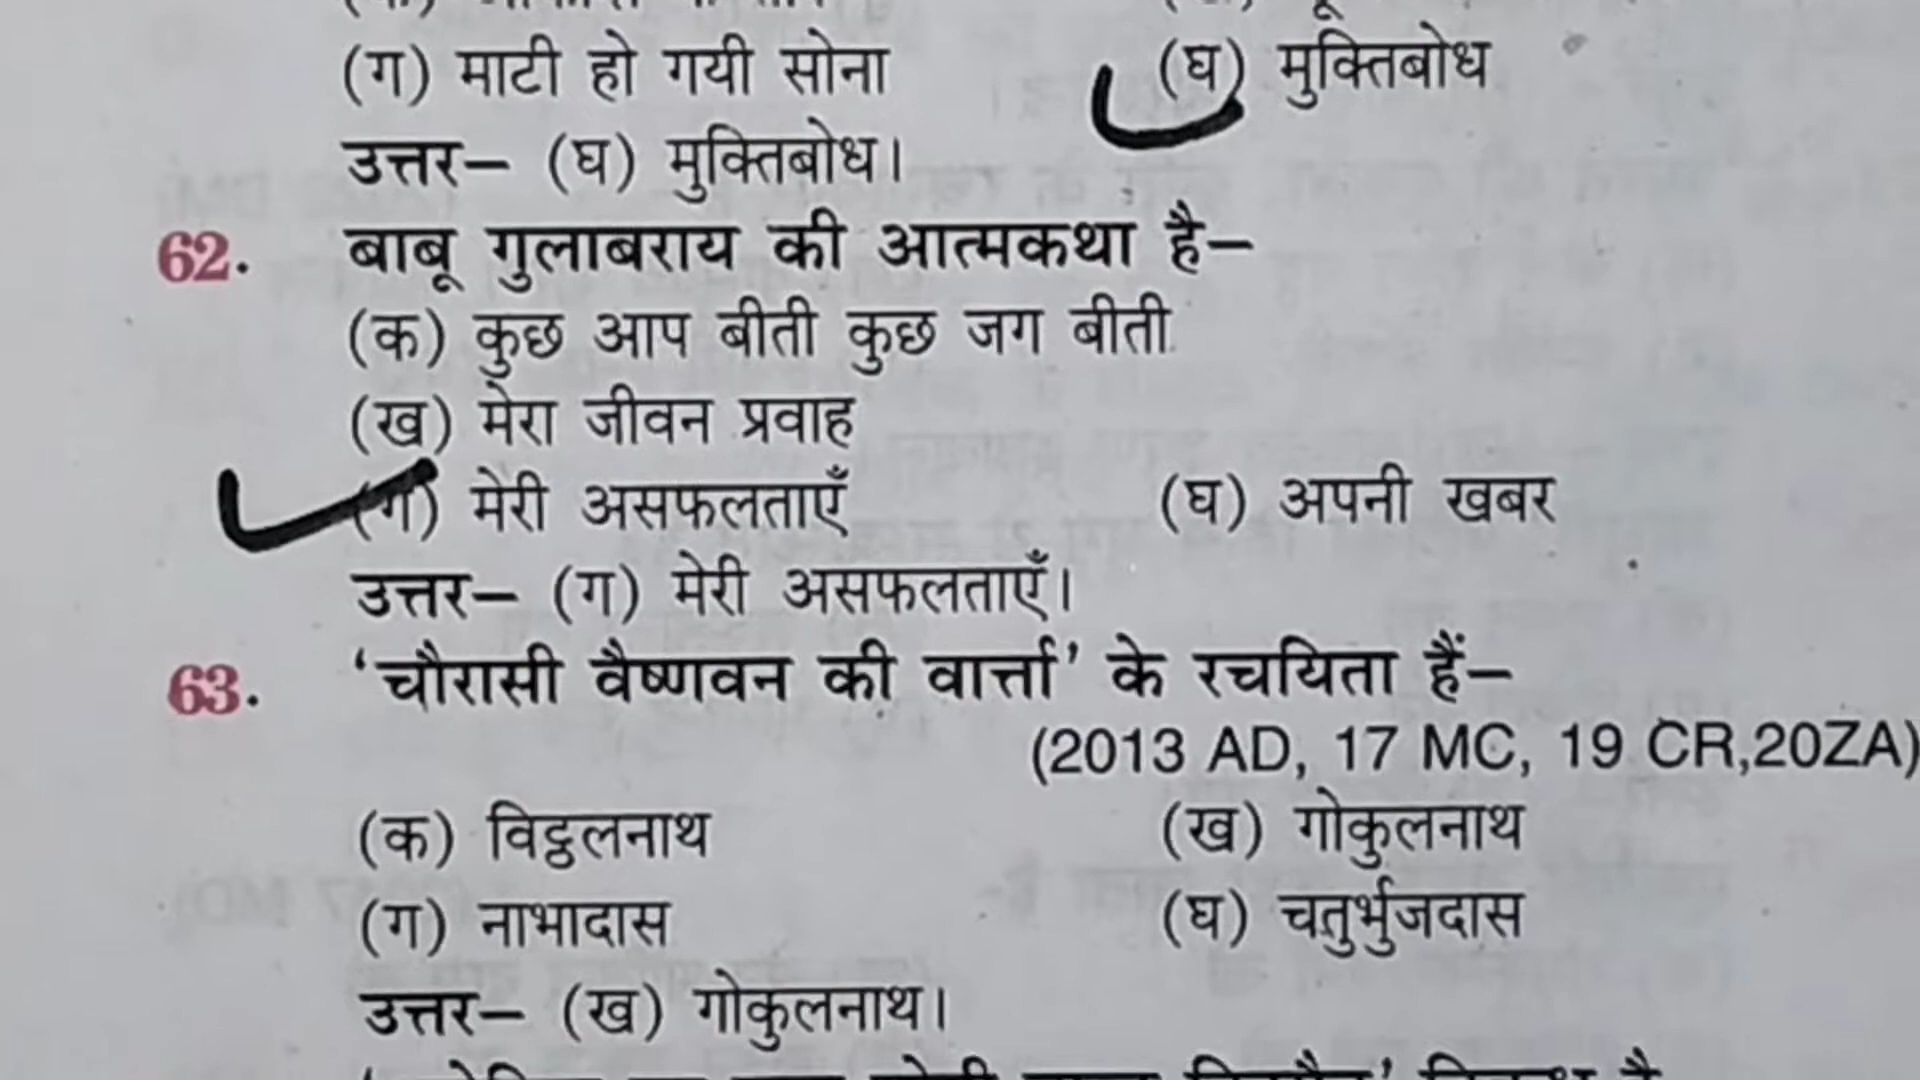 (ग) माटी हो गयी सोना (घ) मुक्तिबोध
उत्तर– (घ) मुक्तिबोध।
62. बाबू गुलाबराय की आत्मकथा है–
(क) कुछ आप बीती कुछ जग बीती
(ख) मेरा जीवन प्रवाह
(ग) मेरी असफलताएँ (घ) अपनी खबर
उत्तर– (ग) मेरी असफलताएँ।
63. ‘चौरासी वैष्णवन की वार्त्ता’ के रचयिता हैं–
(2013 AD, 17 MC, 19 CR,20ZA)
(क) विट्ठलनाथ (ख) गोकुलनाथ
(ग) नाभादास (घ) चतुर्भुजदास
उत्तर– (ख) गोकुलनाथ।